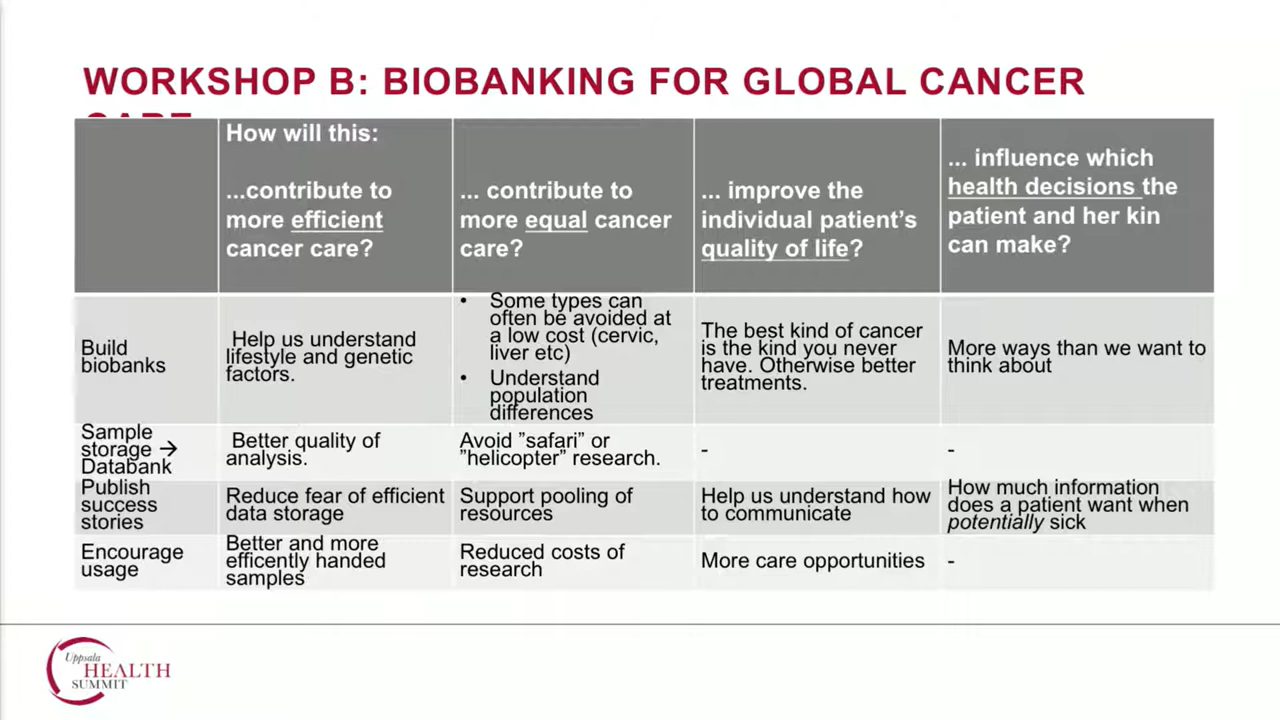 WORKSHOP B: BIOBANKING FOR GLOBAL CANCER
CARE
How will this:
...contribute to
more efficient
cancer care?
... contribute to
more equal cancer
care?
... improve the
individual patient's
quality of life?
... influence which
health decisions the
patient and her kin
can make?
Build
biobanks
Help us understand
lifestyle and genetic
factors.
• Some types can
often be avoided at
a low cost (cervic,
liver etc)
• Understand
population
differences
The best kind of cancer
is the kind you never
have. Otherwise better
treatments.
More ways than we want to
think about
Sample
storage →
Databank
Better quality of
analysis.
Avoid ”safari” or
”helicopter” research.
-
-
Publish
success
stories
Reduce fear of efficient
data storage
Support pooling of
resources
Help us understand how
to communicate
How much information
does a patient want when
potentially sick
Encourage
usage
Better and more
efficently handed
samples
Reduced costs of
research
More care opportunities
-
Uppsala
HEALTH
SUMMIT